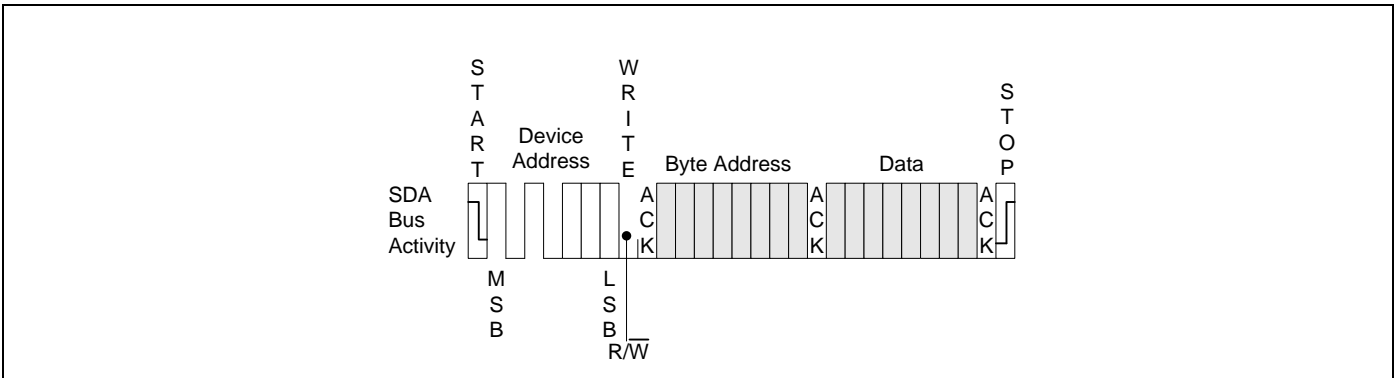 START
WRITE
STOP
Device
Address
Byte Address
Data
SDA
Bus
Activity
ACK
ACK
ACK
MSB
LSB
R/W̅